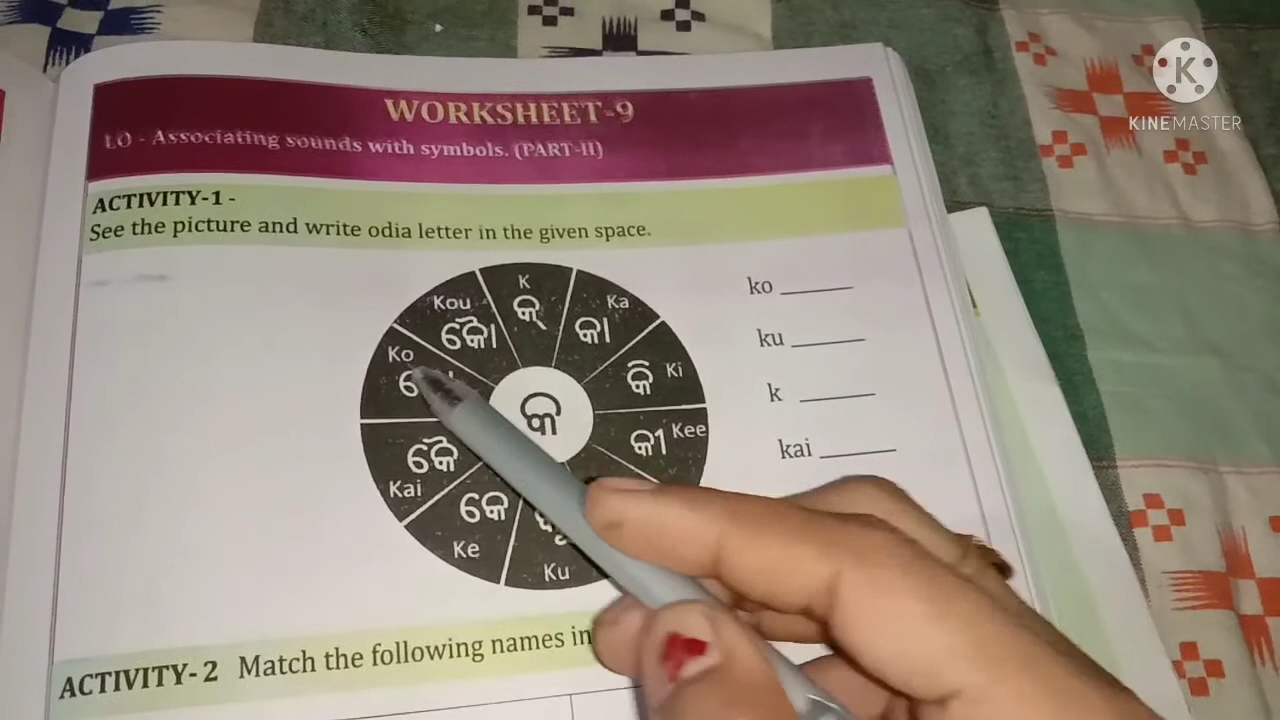 K
KINEMASTER
WORKSHEET-9
LO - Associating sounds with symbols. (PART-II)
ACTIVITY-1 -
See the picture and write odia letter in the given space.
K
କ୍
Ka
କା
Ki
କି
Kee
କୀ
Ku
Ke
କେ
Kai
କୈ
Ko
Kou
କୌ
କ
ko
ku
k
kai
ACTIVITY- 2 Match the following names in